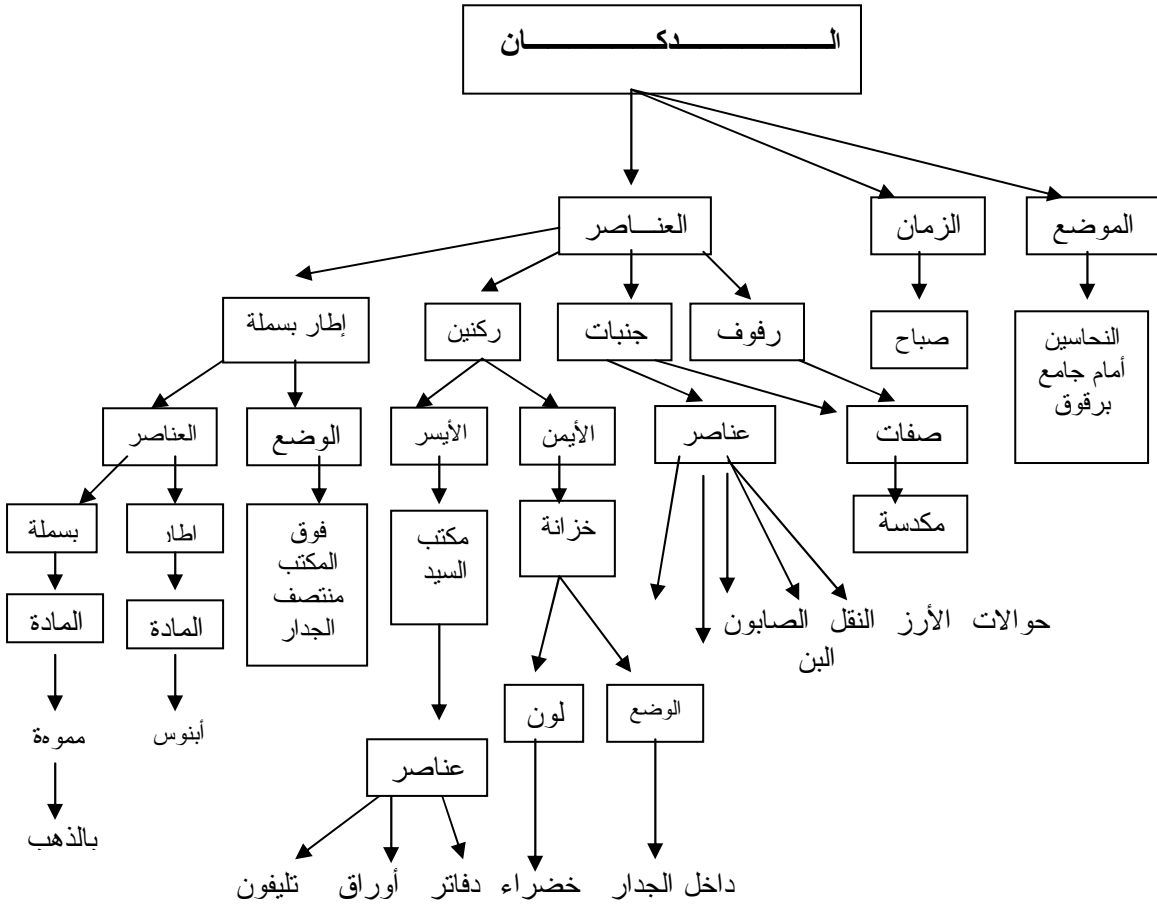 الـــــدكـــــان
الموضع
الزمان
العنـــاصر
رفوف
جنبات
ركنين
إطار بسملة
صباح
النحاسين
أمام جامع
برقوق
صفات
عناصر
الأيمن
الأيسر
الوضع
العناصر
مكدسة
خزانة
مكتب
السيد
فوق
المكتب
منتصف
الجدار
اطار
بسملة
المادة
المادة
حوالات الأرز النقل الصابون
البن
الوضع
لون
أبنوس
مموهة
عناصر
بالذهب
داخل الجدار
خضراء
دفاتر
أوراق
تليفون